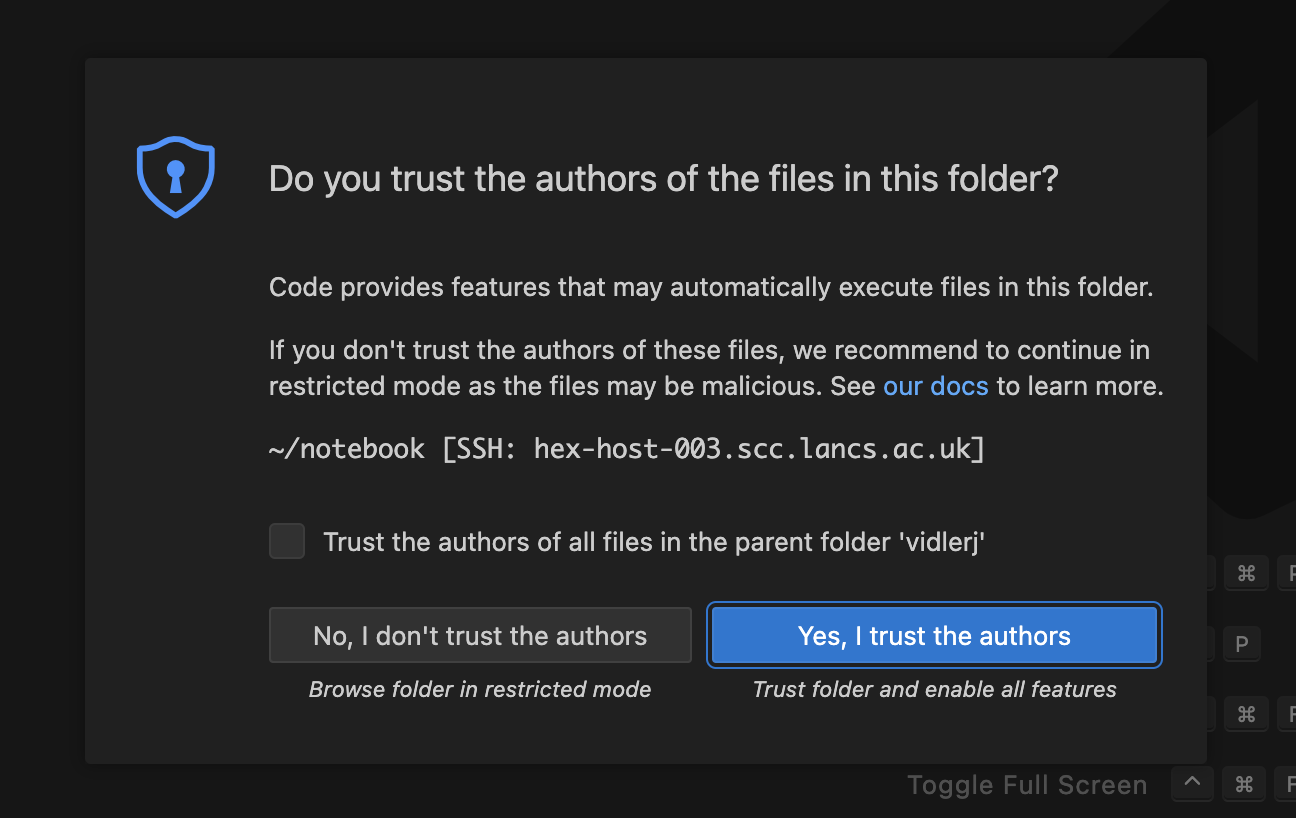 Do you trust the authors of the files in this folder?
Code provides features that may automatically execute files in this folder.
If you don't trust the authors of these files, we recommend to continue in
restricted mode as the files may be malicious. See our docs to learn more.
~/notebook [SSH: hex-host-003.scc.lancs.ac.uk]
Trust the authors of all files in the parent folder 'vidlerj'
⌘
P
No, I don't trust the authors
Yes, I trust the authors
Browse folder in restricted mode
Trust folder and enable all features
⌘
Toggle Full Screen ^ ⌘